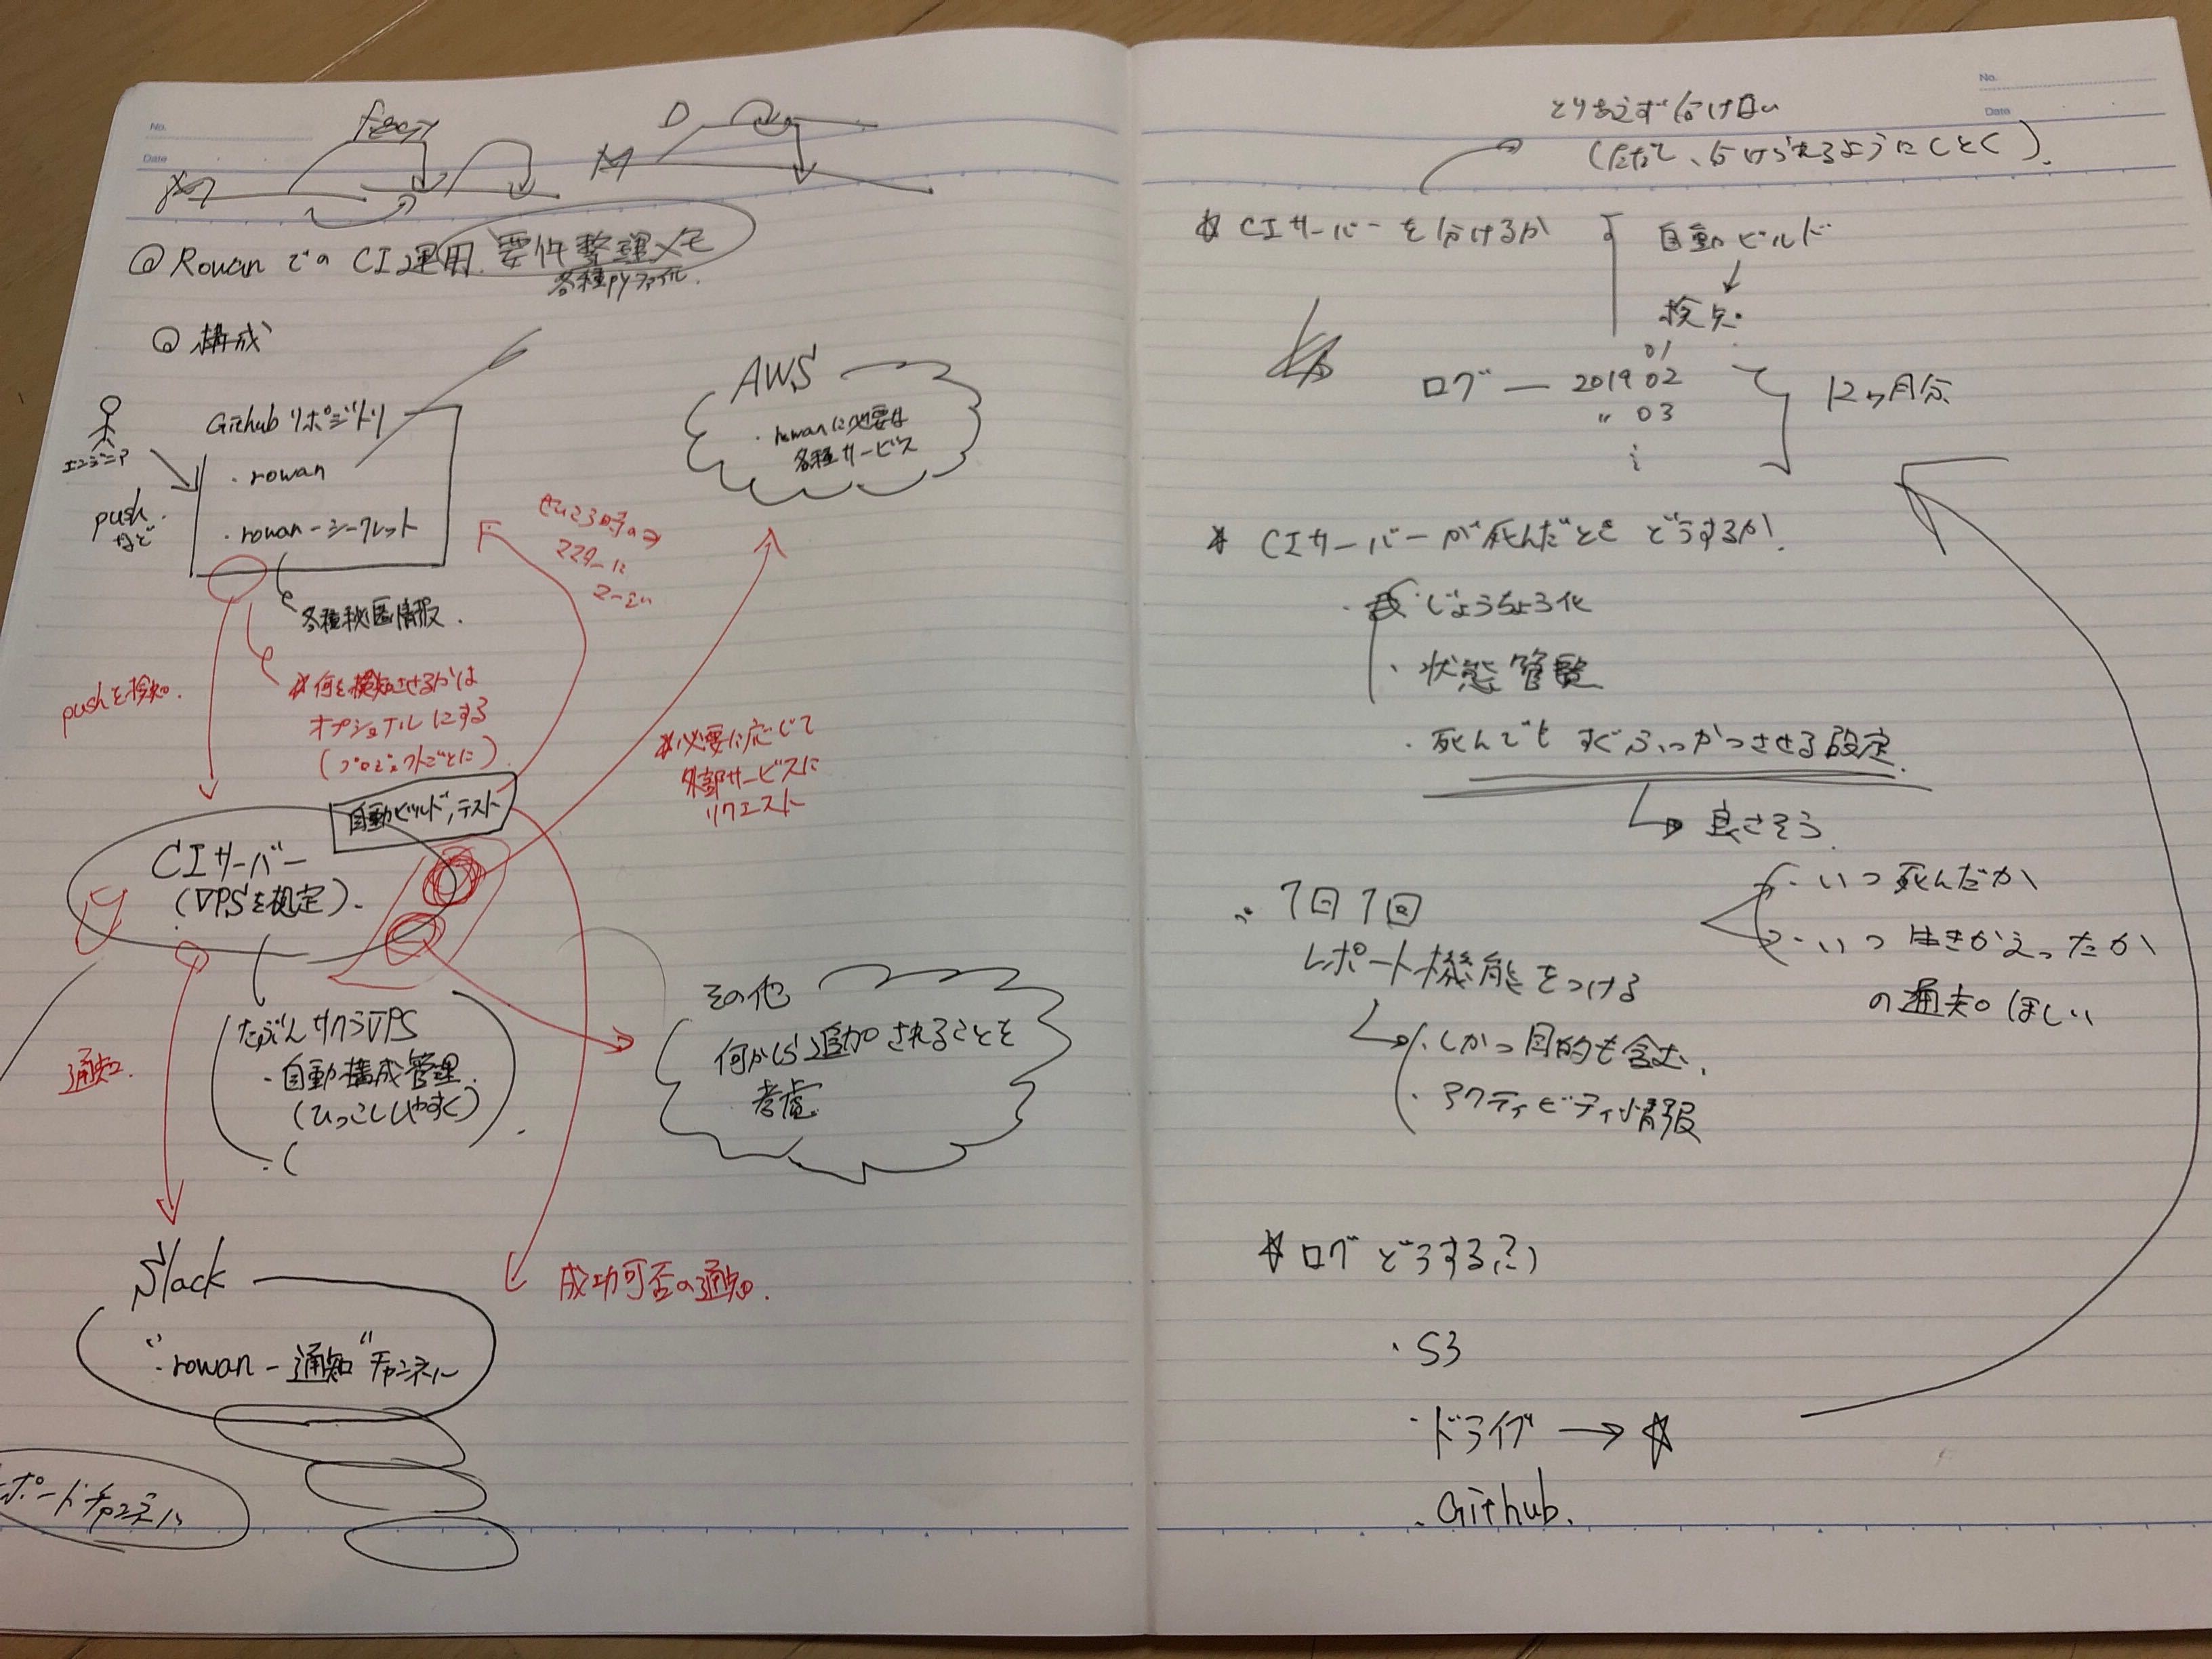 No.
Date
D
◎ Rowan での CI運用 要件整理メモ
各種pyファイル.
◎ 構成
エンジニア
push
など
Githubリポジトリ
・rowan
・rowan-シークレット
各種秘匿情報.
AWS
・rowanに必要な
各種サービス
pushを検知.
☆何を検知させるかは
オプショナルにする
(プロジェクトごとに)
☆必要に応じて
外部サービスに
リクエスト
自動ビルド,テスト
CIサーバー
(VPSを想定).
たぶんサクラVPS
・自動構成管理.
(ひっこしやすく)
通知.
その他
何かしら追加されることを
考慮.
成功可否の通知.
Slack
"・rowan-通知"チャンネル
No.
Date
とりあえず分けない
(ただし、分けられるようにしとく).
☆ CIサーバーを分けるか
自動ビルド
↓
検知.
ログ — 2019 01
02
〃 03
12ヶ月分
☆ CIサーバーが死んだとき どうするか.
・じょうちょう化
・状態管
・死んでも すぐふっかつさせる設定.
良さそう.
・いつ死んだか
・いつ生きかえったか
の通知ほしい
1日1回
レポート機能をつける
・しかつ目的も含む.
・アクティビティ情報
☆ログどうする?
・S3
・ドライブ → ☆
・Github.